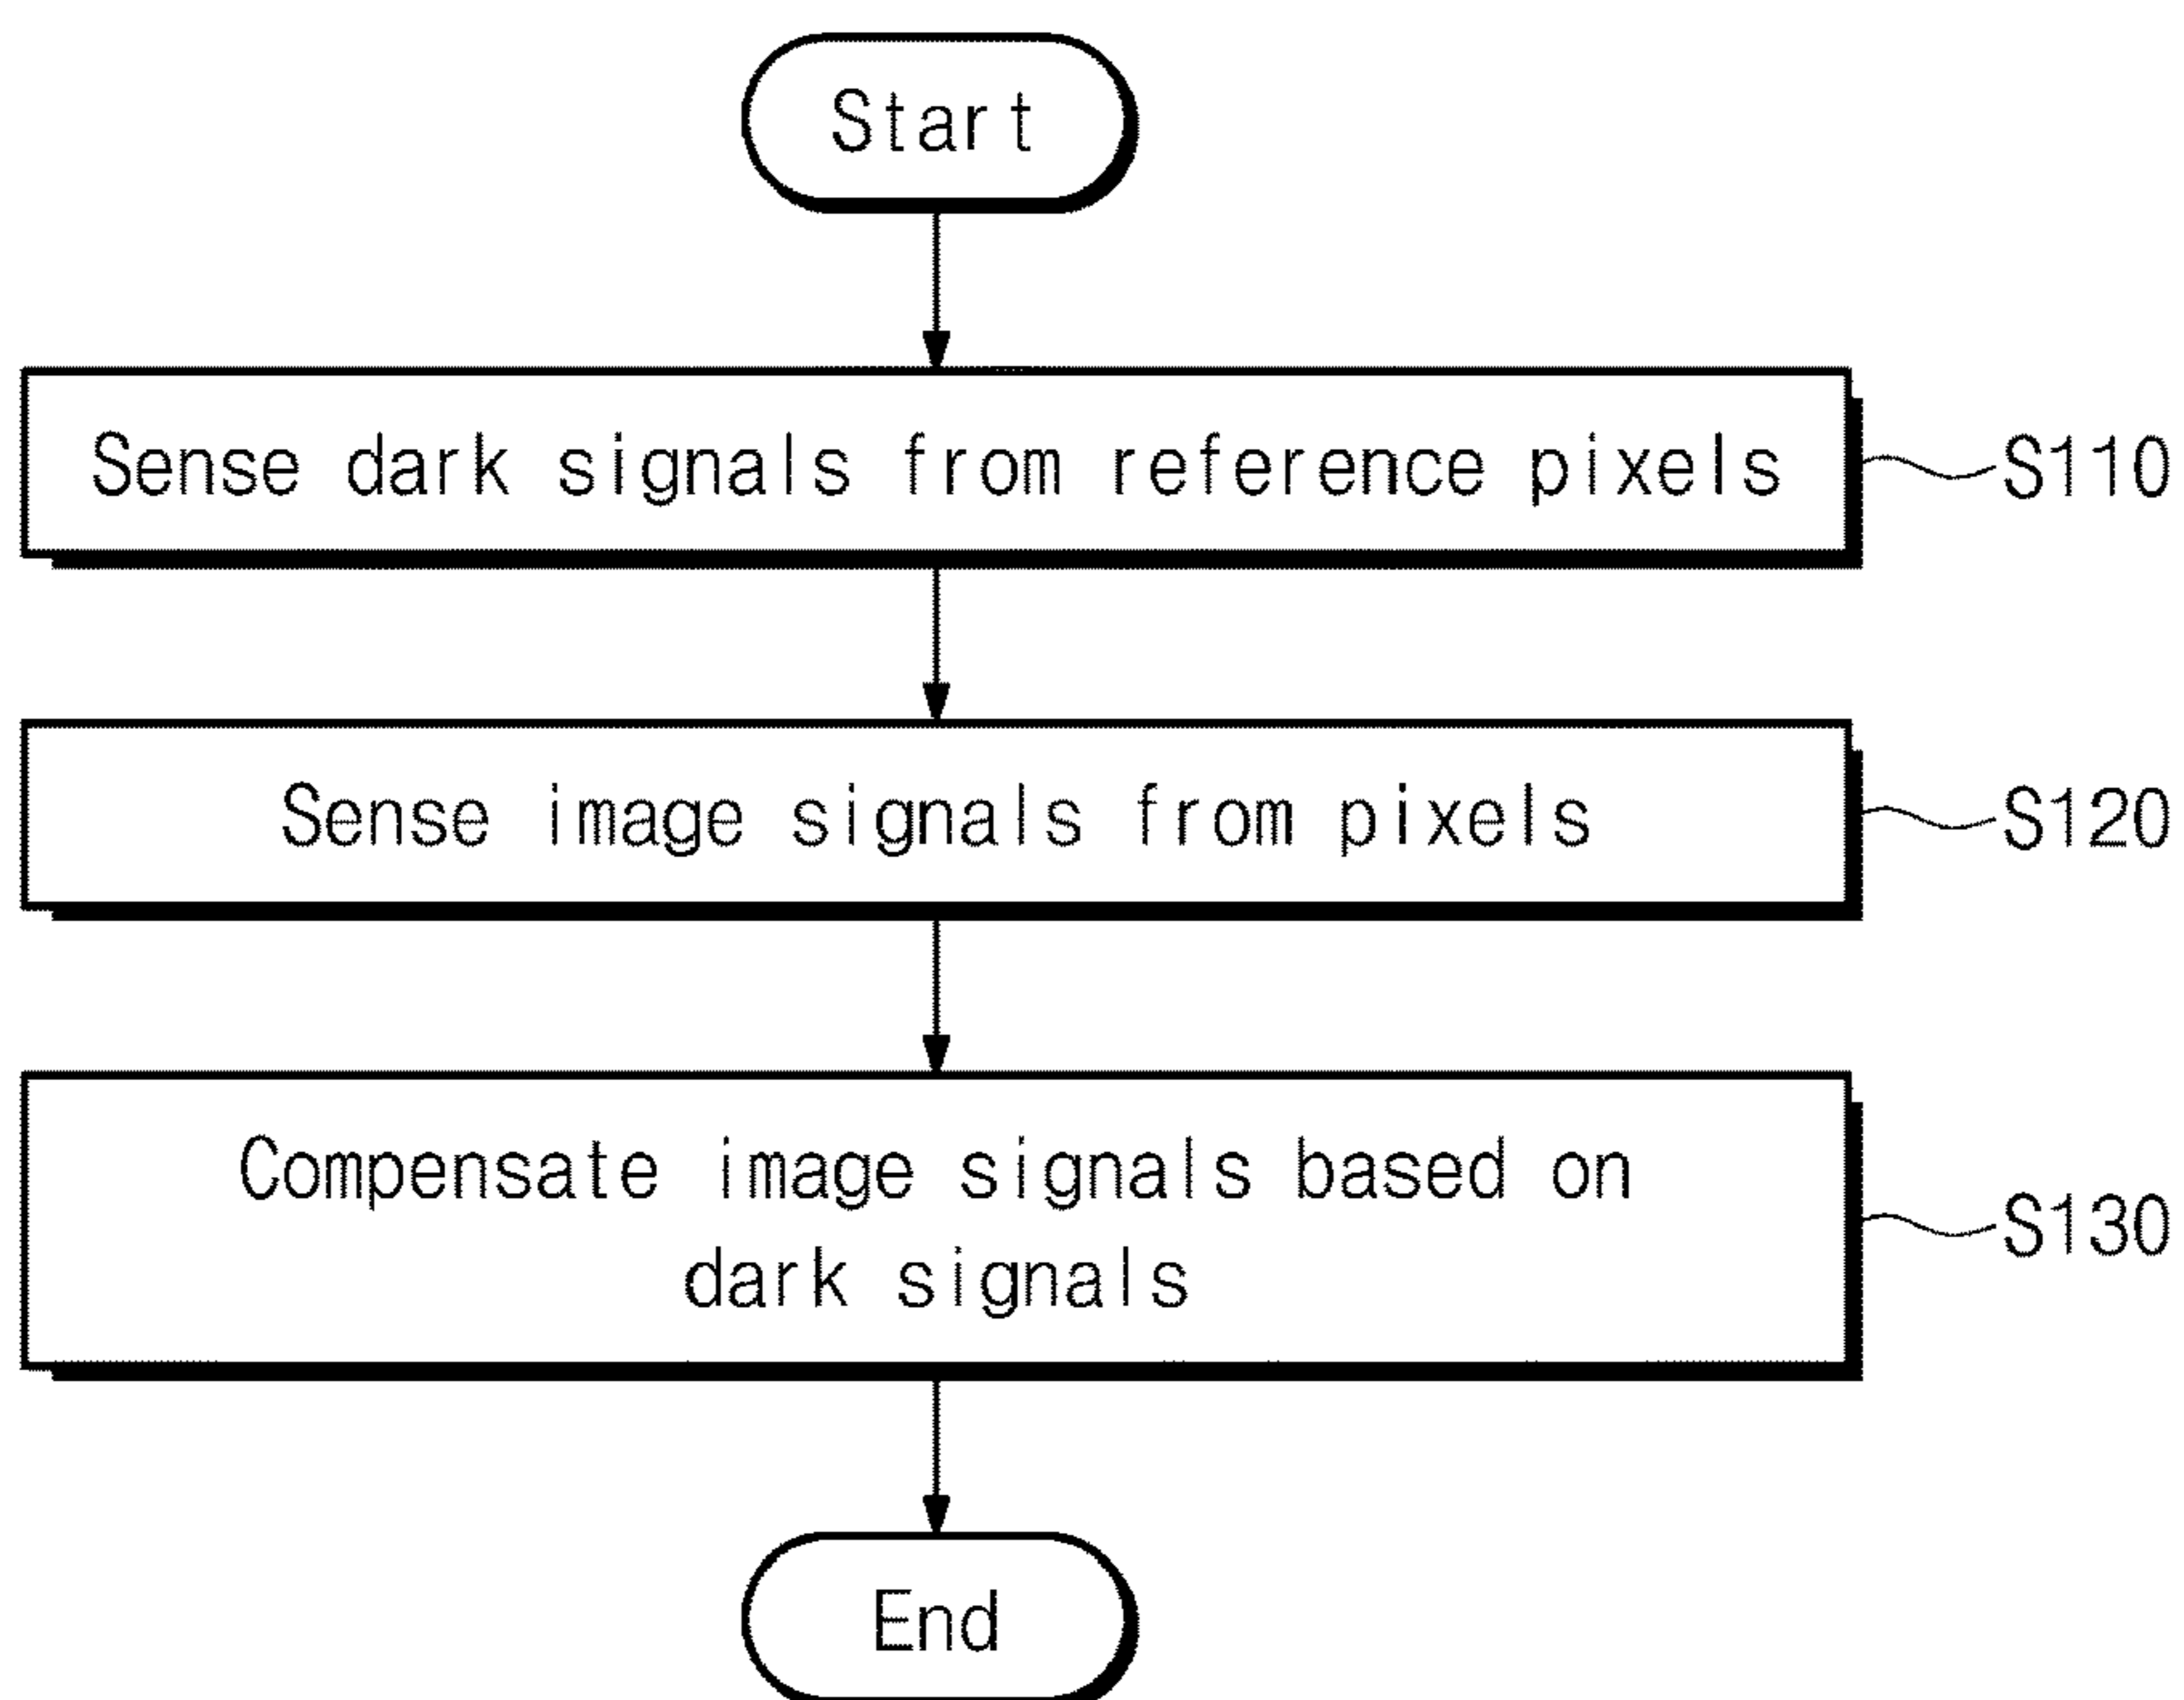 Start
Sense dark signals from reference pixels
S110
Sense image signals from pixels
S120
Compensate image signals based on
dark signals
S130
End